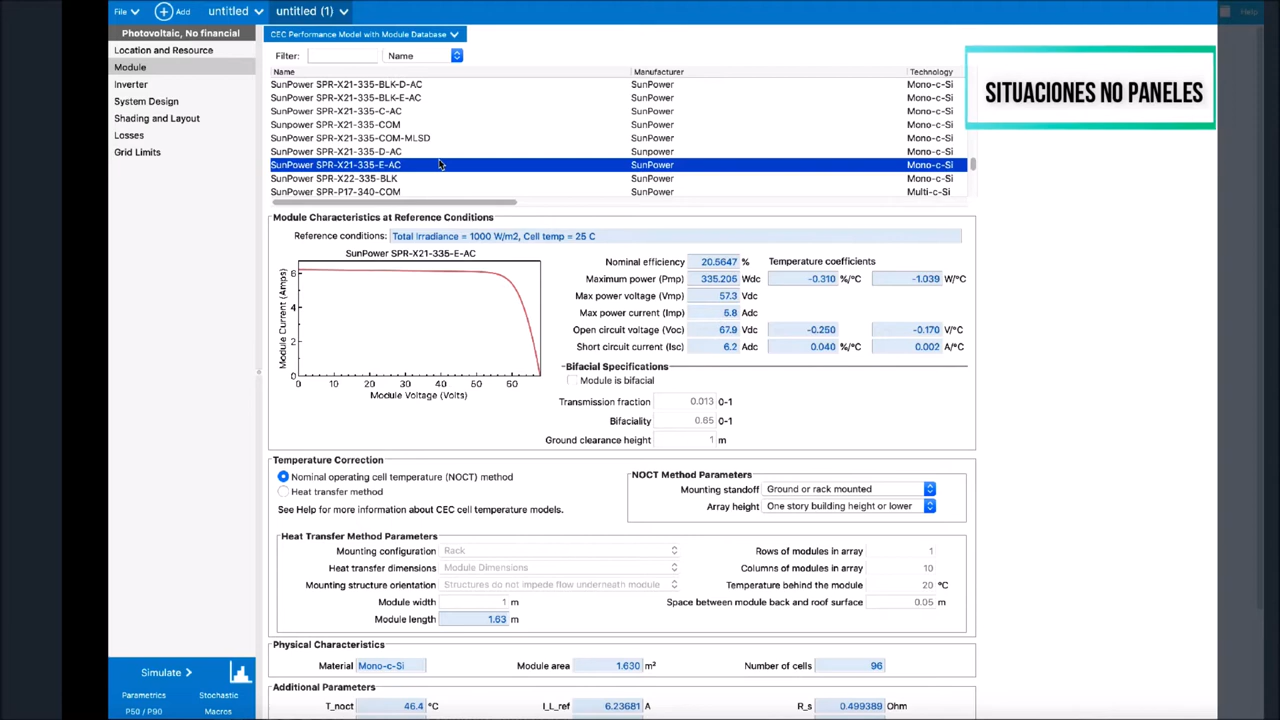 File
Add
untitled
untitled (1)
Help
Photovoltaic, No financial
Location and Resource
Module
Inverter
System Design
Shading and Layout
Losses
Grid Limits
CEC Performance Model with Module Database
Filter:
Name
Name Manufacturer Technology
SunPower SPR-X21-335-BLK-D-AC SunPower Mono-c-Si
SunPower SPR-X21-335-BLK-E-AC SunPower Mono-c-Si
SunPower SPR-X21-335-C-AC SunPower Mono-c-Si
SunPower SPR-X21-335-COM SunPower Mono-c-Si
SunPower SPR-X21-335-COM-MLSD SunPower Mono-c-Si
SunPower SPR-X21-335-D-AC Sunpower Mono-c-Si
SunPower SPR-X21-335-E-AC SunPower Mono-c-Si
SunPower SPR-X22-335-BLK SunPower Mono-c-Si
SunPower SPR-P17-340-COM SunPower Multi-c-Si
SITUACIONES NO PANELES
Module Characteristics at Reference Conditions
Reference conditions: Total Irradiance = 1000 W/m2, Cell temp = 25 C
SunPower SPR-X21-335-E-AC
Module Current (Amps)
6
4
2
0
0 10 20 30 40 50 60
Module Voltage (Volts)
Nominal efficiency 20.5647 % Temperature coefficients
Maximum power (Pmp) 335.206 Wdc -0.310 %/°C -1.039 W/°C
Max power voltage (Vmp) 57.3 Vdc
Max power current (Imp) 5.8 Adc
Open circuit voltage (Voc) 67.9 Vdc -0.250 -0.170 V/°C
Short circuit current (Isc) 6.2 Adc 0.040 %/°C 0.002 A/°C
Bifacial Specifications
Module is bifacial
Transmission fraction 0.013 0-1
Bifaciality 0.65 0-1
Ground clearance height 1 m
Temperature Correction
Nominal operating cell temperature (NOCT) method
Heat transfer method
See Help for more information about CEC cell temperature models.
NOCT Method Parameters
Mounting standoff Ground or rack mounted
Array height One story building height or lower
Heat Transfer Method Parameters
Mounting configuration Rack Rows of modules in array 1
Heat transfer dimensions Module Dimensions Columns of modules in array 10
Mounting structure orientation Structures do not impede flow underneath module Temperature behind the module 20 °C
Module width 1 m Space between module back and roof surface 0.05 m
Module length 1.63 m
Physical Characteristics
Material Mono-c-Si Module area 1.630 m² Number of cells 96
Additional Parameters
T_noct 46.4 °C I_L_ref 6.23681 A R_s 0.499389 Ohm
Simulate >
Parametrics Stochastic
P50 / P90 Macros